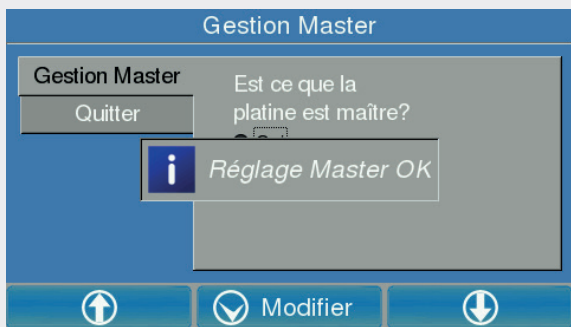 Gestion Master
Gestion Master
Quitter
Est ce que la
platine est maître?
Réglage Master OK
Modifier